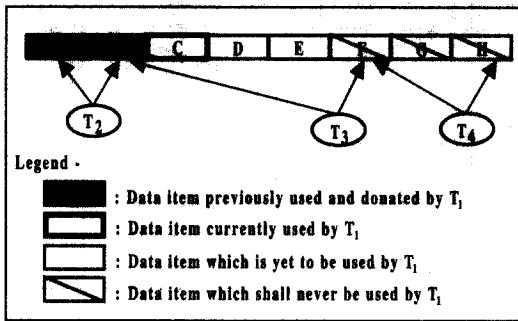 C D E F G H
T2 T3 T4
Legend -
: Data item previously used and donated by T1
: Data item currently used by T1
: Data item which is yet to be used by T1
: Data item which shall never be used by T1